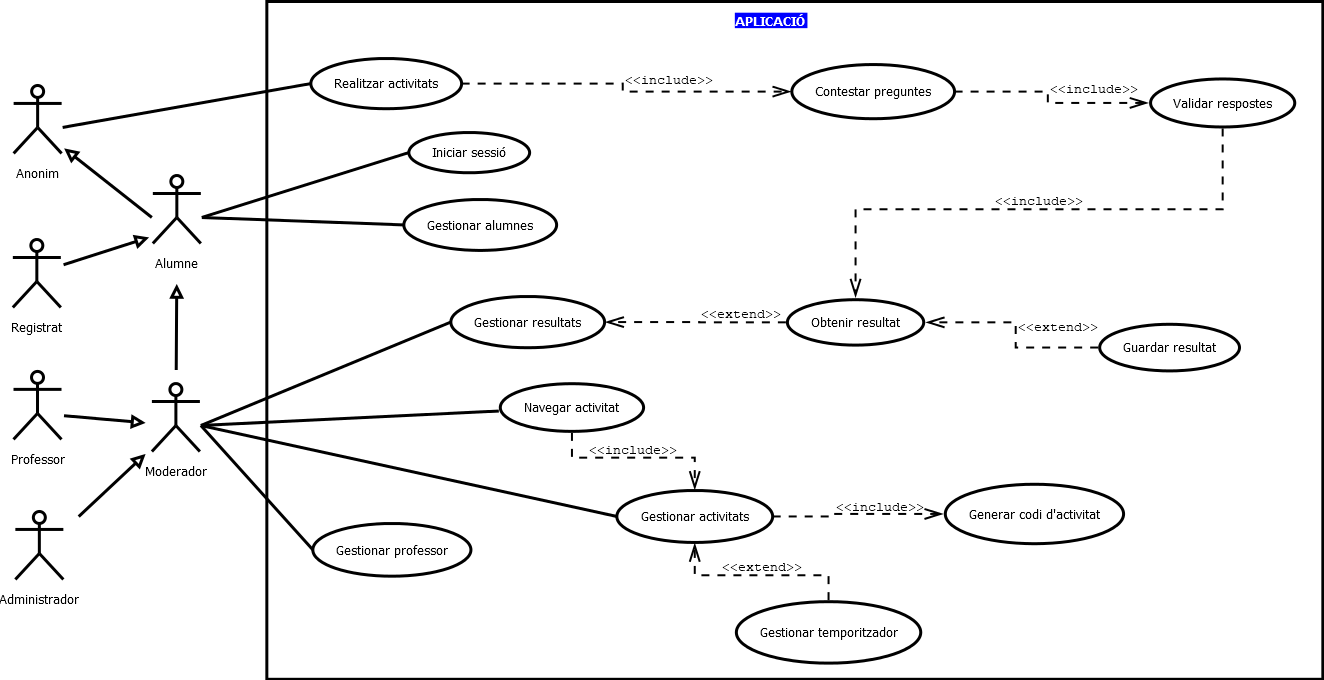 APLICACIÓ
Realitzar activitats
<<include>>
Contestar preguntes
<<include>>
Validar respostes
Anonim
Iniciar sessió
<<include>>
Gestionar alumnes
Alumne
Registrat
Gestionar resultats
<<extend>>
Obtenir resultat
<<extend>>
Guardar resultat
Navegar activitat
<<include>>
Professor
Moderador
Gestionar activitats
<<include>>
Generar codi d'activitat
Gestionar professor
<<extend>>
Administrador
Gestionar temporitzador